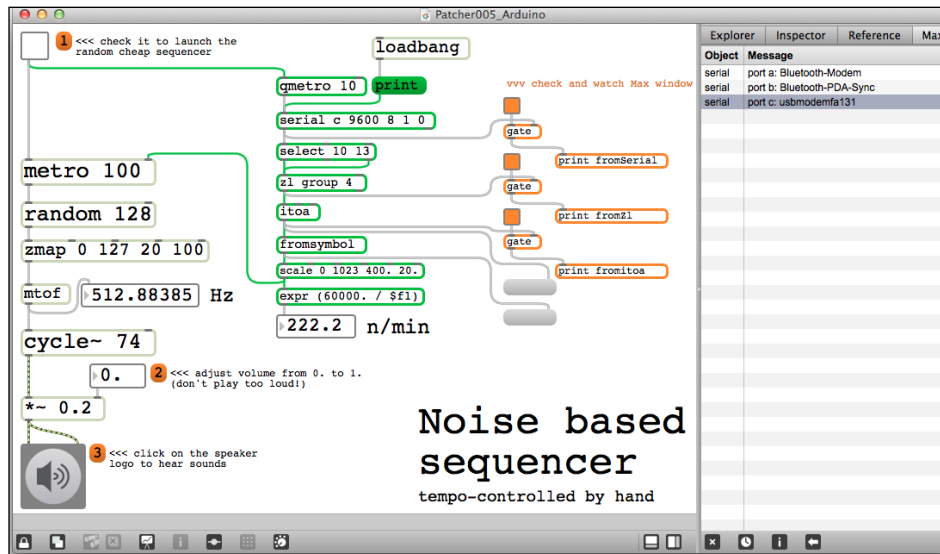 Patcher005_Arduino
1 <<< check it to launch the
random cheap sequencer
loadbang
qmetro 10
print
serial c 9600 8 1 0
select 10 13
zl group 4
itoa
fromsymbol
scale 0 1023 400. 20.
expr (60000. / $f1)
222.2 n/min
vvv check and watch Max window
gate
print fromSerial
gate
print fromZl
gate
print fromitoa
metro 100
random 128
zmap 0 127 20 100
mtof
512.88385 Hz
cycle~ 74
0.
2 <<< adjust volume from 0. to 1.
(don't play too loud!)
*~ 0.2
3 <<< click on the speaker
logo to hear sounds
Noise based
sequencer
tempo-controlled by hand
Explorer Inspector Reference Max
Object Message
serial port a: Bluetooth-Modem
serial port b: Bluetooth-PDA-Sync
serial port c: usbmodemfa131